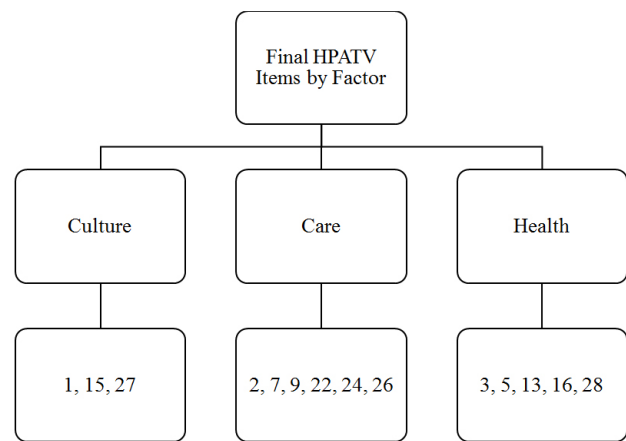 Final HPATV
Items by Factor
Culture
Care
Health
1, 15, 27
2, 7, 9, 22, 24, 26
3, 5, 13, 16, 28